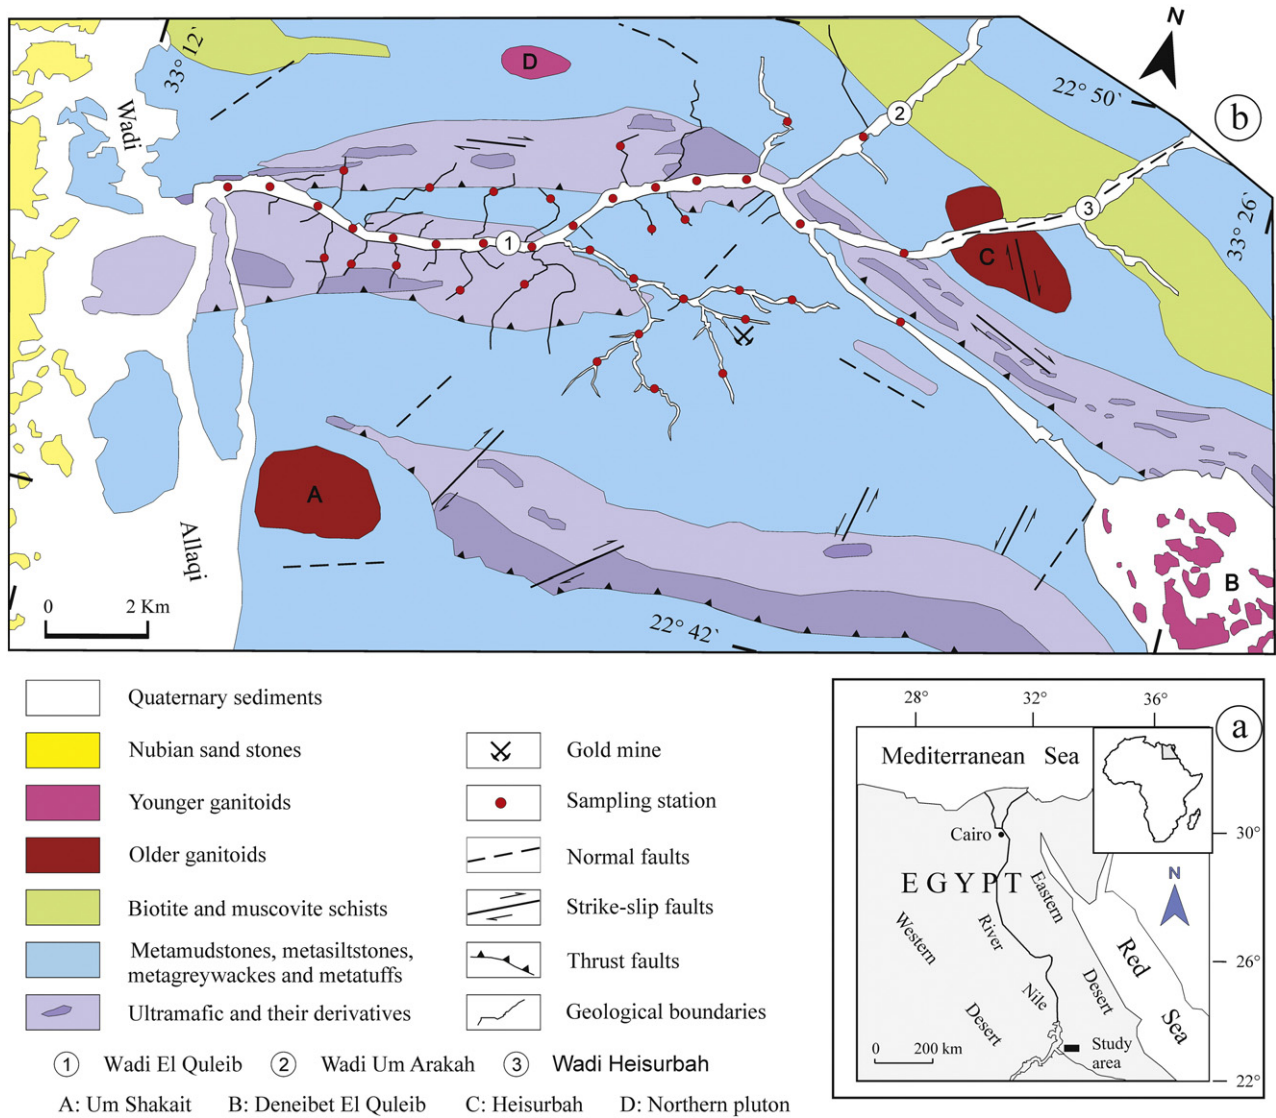 N
33° 12`
D
22° 50`
b
2
Wadi
3
33° 26`
C
1
A
B
Allaqi
0 2 Km
22° 42`
Quaternary sediments
Nubian sand stones
Younger ganitoids
Older ganitoids
Biotite and muscovite schists
Metamudstones, metasiltstones,
metagreywackes and metatuffs
Ultramafic and their derivatives
Gold mine
Sampling station
Normal faults
Strike-slip faults
Thrust faults
Geological boundaries
1 Wadi El Quleib 2 Wadi Um Arakah 3 Wadi Heisurbah
A: Um Shakait B: Deneibet El Quleib C: Heisurbah D: Northern pluton
28° 32° 36°
a
Mediterranean Sea
Cairo
30°
N
EGYPT
Eastern
Desert
Western
Desert
River
Nile
Red
Sea
26°
Study
area
0 200 km
22°